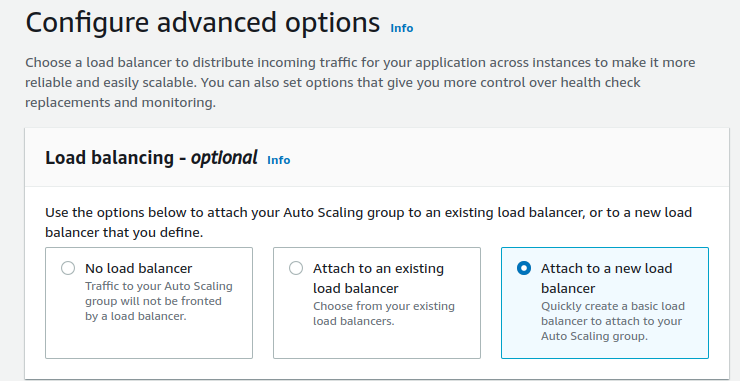 Configure advanced options Info
Choose a load balancer to distribute incoming traffic for your application across instances to make it more
reliable and easily scalable. You can also set options that give you more control over health check
replacements and monitoring.
Load balancing - optional Info
Use the options below to attach your Auto Scaling group to an existing load balancer, or to a new load
balancer that you define.
No load balancer
Traffic to your Auto Scaling
group will not be fronted
by a load balancer.
Attach to an existing
load balancer
Choose from your existing
load balancers.
Attach to a new load
balancer
Quickly create a basic load
balancer to attach to your
Auto Scaling group.